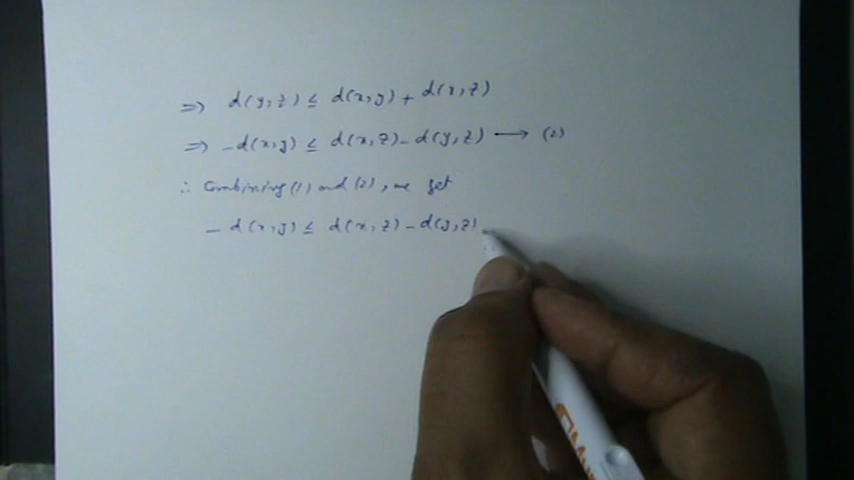 ⇒ d(y,z) ≤ d(x,y) + d(x,z)
⇒ -d(x,y) ≤ d(x,z) - d(y,z) ⟶ (2)
∴ Combining (1) and (2), we get
- d(x,y) ≤ d(x,z) - d(y,z)